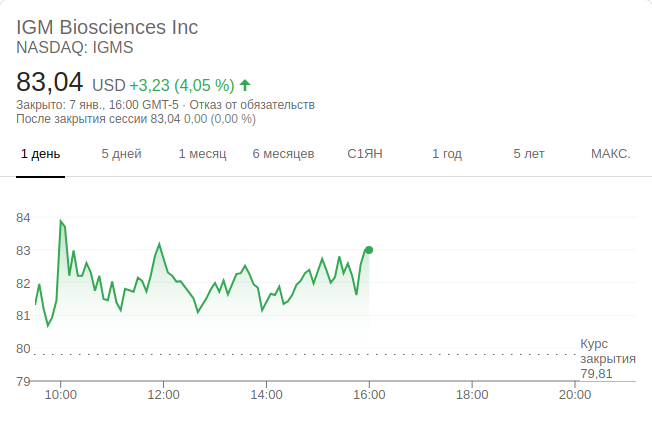 IGM Biosciences Inc
NASDAQ: IGMS
83,04 USD +3,23 (4,05 %)
Закрыто: 7 янв., 16:00 GMT-5 · Отказ от обязательств
После закрытия сессии 83,04 0,00 (0,00 %)
1 день 5 дней 1 месяц 6 месяцев С1ЯН 1 год 5 лет МАКС.
84
83
82
81
80
Курс
закрытия
79,81
79
10:00 12:00 14:00 16:00 18:00 20:00